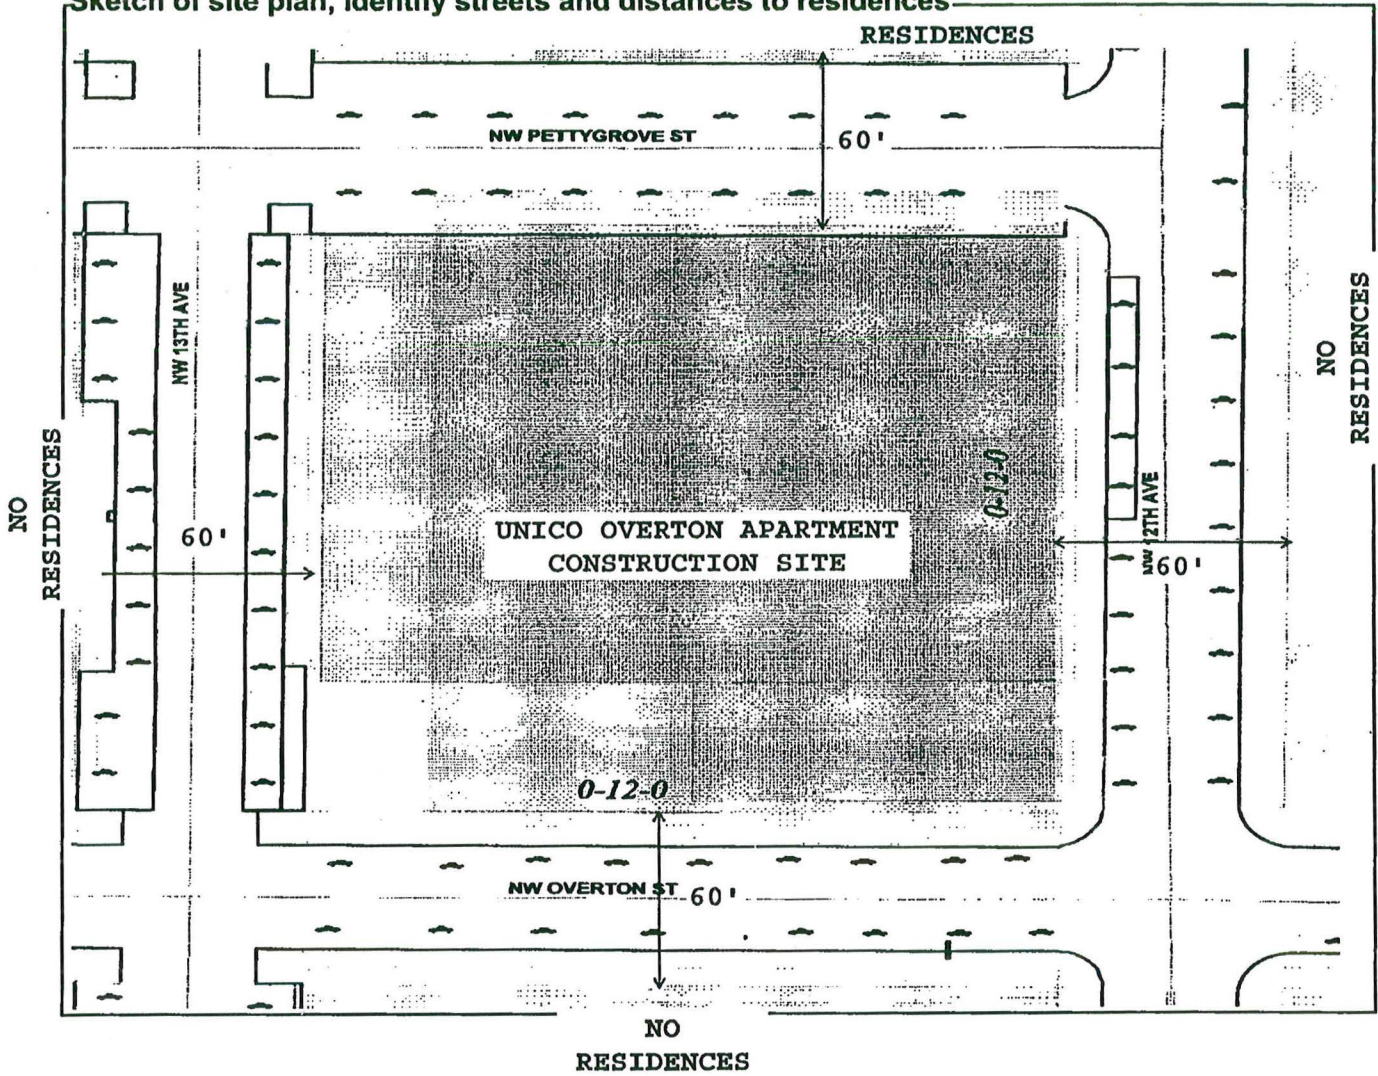 Sketch of site plan, identify streets and distances to residences
RESIDENCES
NW PETTYGROVE ST
60'
NW 13TH AVE
NO
RESIDENCES
NO
RESIDENCES
60'
0-12-0
UNICO OVERTON APARTMENT
CONSTRUCTION SITE
NW 12TH AVE
60'
0-12-0
NW OVERTON ST
60'
NO
RESIDENCES